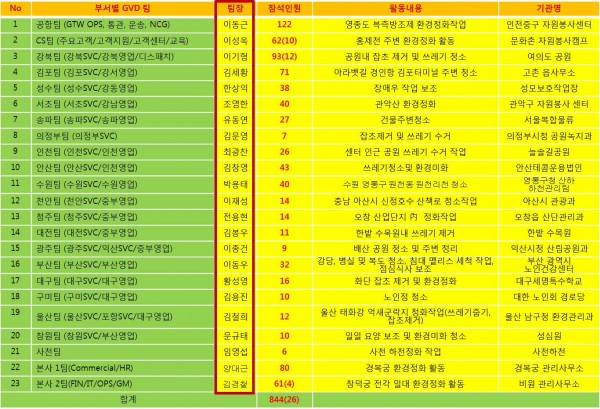 No 부서별 GVD 팀 팀장 참석인원 활동내용 기관명
1 공항팀 (GTW OPS, 통관, 운송, NCG) 이동근 122 영종도 북측방조제 환경정화작업 인천중구 자원봉사센터
2 CS팀 (주요고객/고객지원/고객센터/교육) 이성옥 62(10) 홍제천 주변 환경정화 활동 문화촌 자원봉사캠프
3 강북팀 (강북SVC/강북영업/디스패치) 이기형 93(12) 공원내 잡초 제거 및 쓰레기 청소 여의도 공원
4 김포팀 (김포SVC/강서영업) 김세황 71 아라뱃길 경인항 김포터미널 주변 청소 고촌 읍사무소
5 성수팀 (성수SVC/강동영업) 한상익 38 장애우 작업 보조 성모보호작업장
6 서초팀 (서초SVC/강남영업) 조영한 40 관악산 환경정화 관악구 자원봉사 센터
7 송파팀 (송파SVC/송파영업) 유동연 27 건물주변청소 서울복합물류
8 의정부팀 (의정부SVC) 김문영 7 잡초제거 및 쓰레기 수거 의정부시청 공원녹지과
9 인천팀 (인천SVC/인천영업) 최광찬 26 센터 인근 공원 쓰레기 수거 작업 늘솔길공원
10 안산팀 (안산SVC/인천영업) 김창영 43 쓰레기청소 및 환경미화 안산테콤운용법인
11 수원팀 (수원SVC/수원영업) 박용태 40 수원 영통구 원천동 원천리천 청소 영통구청 산하
하천관리팀
12 천안팀 (천안SVC/중부영업) 이재성 14 충남 아산시 신정호수 산책로 청소작업 아산시 관광과
13 청주팀 (청주SVC/중부영업) 전용현 14 오창 산업단지 內 정화작업 오창읍 산단관리과
14 대전팀 (대전SVC/중부영업) 김봉우 11 한밭 수목원내 쓰레기 제거 한밭 수목원
15 광주팀 (광주SVC/익산SVC/중부영업) 이종건 9 배산 공원 청소 및 주변 정리 익산시청 산림공원과
16 부산팀 (부산SVC/부산영업) 이동우 32 강당, 병실 및 복도 청소, 침대 맽리스 세척 작업,
점심식사 보조 부산 광역시
노인건강센터
17 대구팀 (대구SVC/대구영업) 황성영 16 화단 잡초 제거 및 환경정화 대구세명특수학교
18 구미팀 (구미SVC/대구영업) 김용진 10 노인정 청소 대한 노인회 경로당
19 울산팀 (울산SVC/포항SVC/대구영업) 김철희 12 울산 태화강 억새군락지 정화작업(쓰레기줍기,
잡초제거) 울산 남구청 환경관리과
20 창원팀 (창원SVC/부산영업) 문규태 10 일일 요양 보조 및 환경미화 청소 성심원
21 사천팀 임영섭 6 사천 하천정화 작업 사천하천
22 본사 1팀(Commercial/HR) 양대근 80 경복궁 환경정화 활동 경복궁 관리사무소
23 본사 2팀(FIN/IT/OPS/GM) 김경철 61(4) 창덕궁 전각 일대 환경정화 활동 비원 관리사무소
합계 844(26)